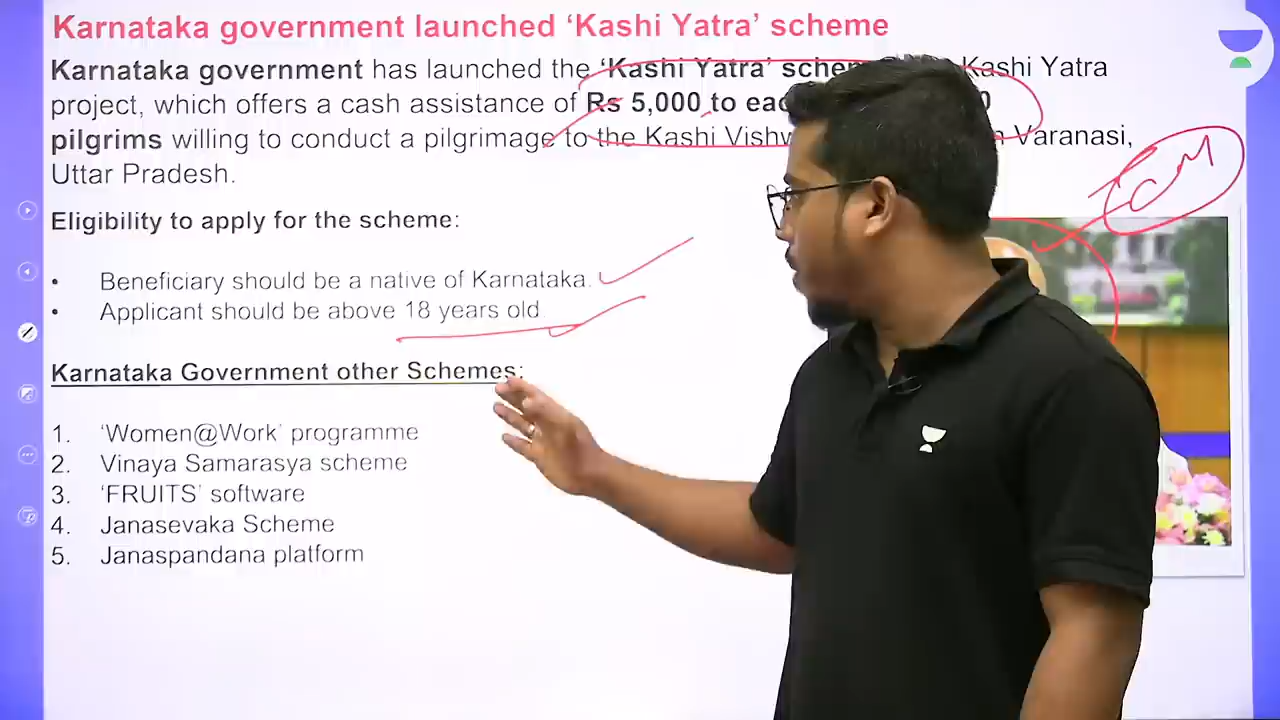 Karnataka government launched ‘Kashi Yatra’ scheme
Karnataka government has launched the ‘Kashi Yatra’ Kashi Yatra
project, which offers a cash assistance of Rs 5,000 to
pilgrims willing to conduct a pilgrimage to the Kashi Varanasi,
Uttar Pradesh.
CM
Eligibility to apply for the scheme:
• Beneficiary should be a native of Karnataka.
• Applicant should be above 18 years old
Karnataka Government other Schemes:
1. ‘Women@Work’ programme
2. Vinaya Samarasya scheme
3. ‘FRUITS’ software
4. Janasevaka Scheme
5. Janaspandana platform